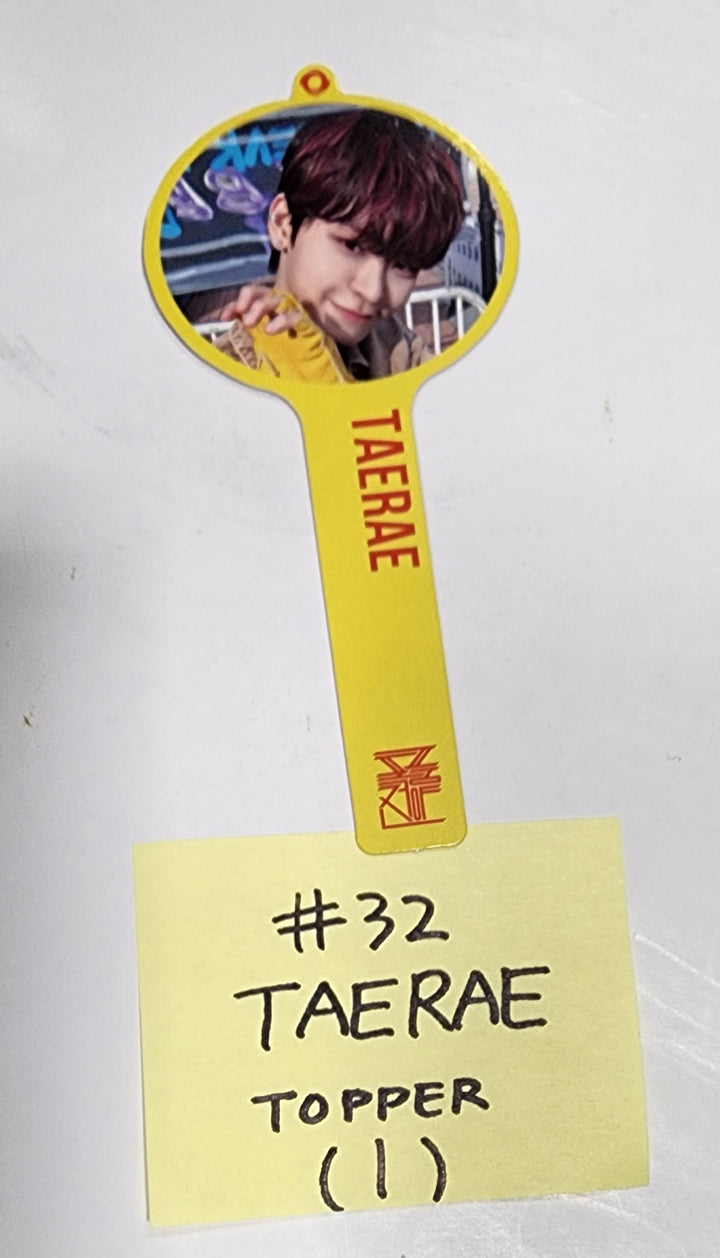 TAERAE
#32
TAERAE
TOPPER
(1)